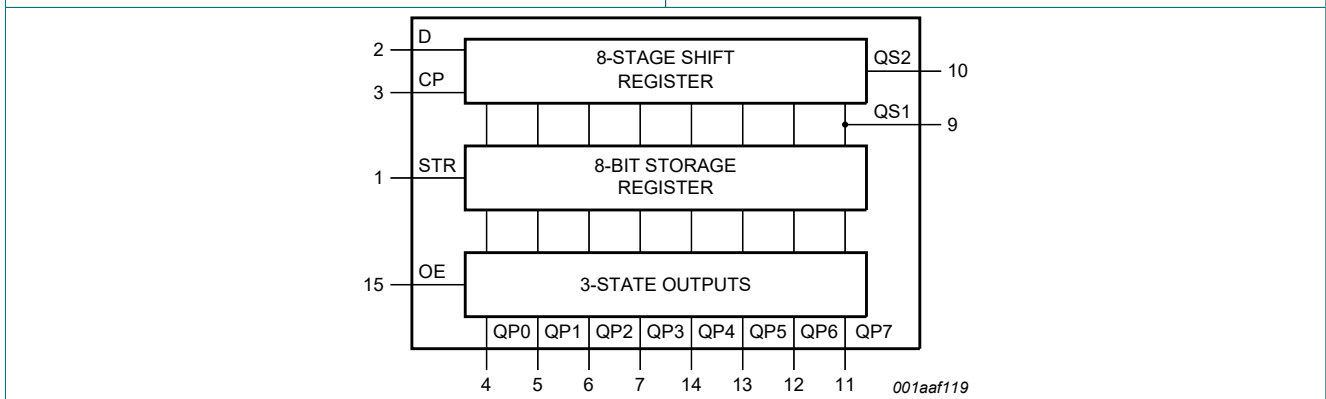 D
2
8-STAGE SHIFT
REGISTER
QS2
10
CP
3
QS1
9
STR
1
8-BIT STORAGE
REGISTER
OE
15
3-STATE OUTPUTS
QP0 QP1 QP2 QP3 QP4 QP5 QP6 QP7
4 5 6 7 14 13 12 11
001aaf119